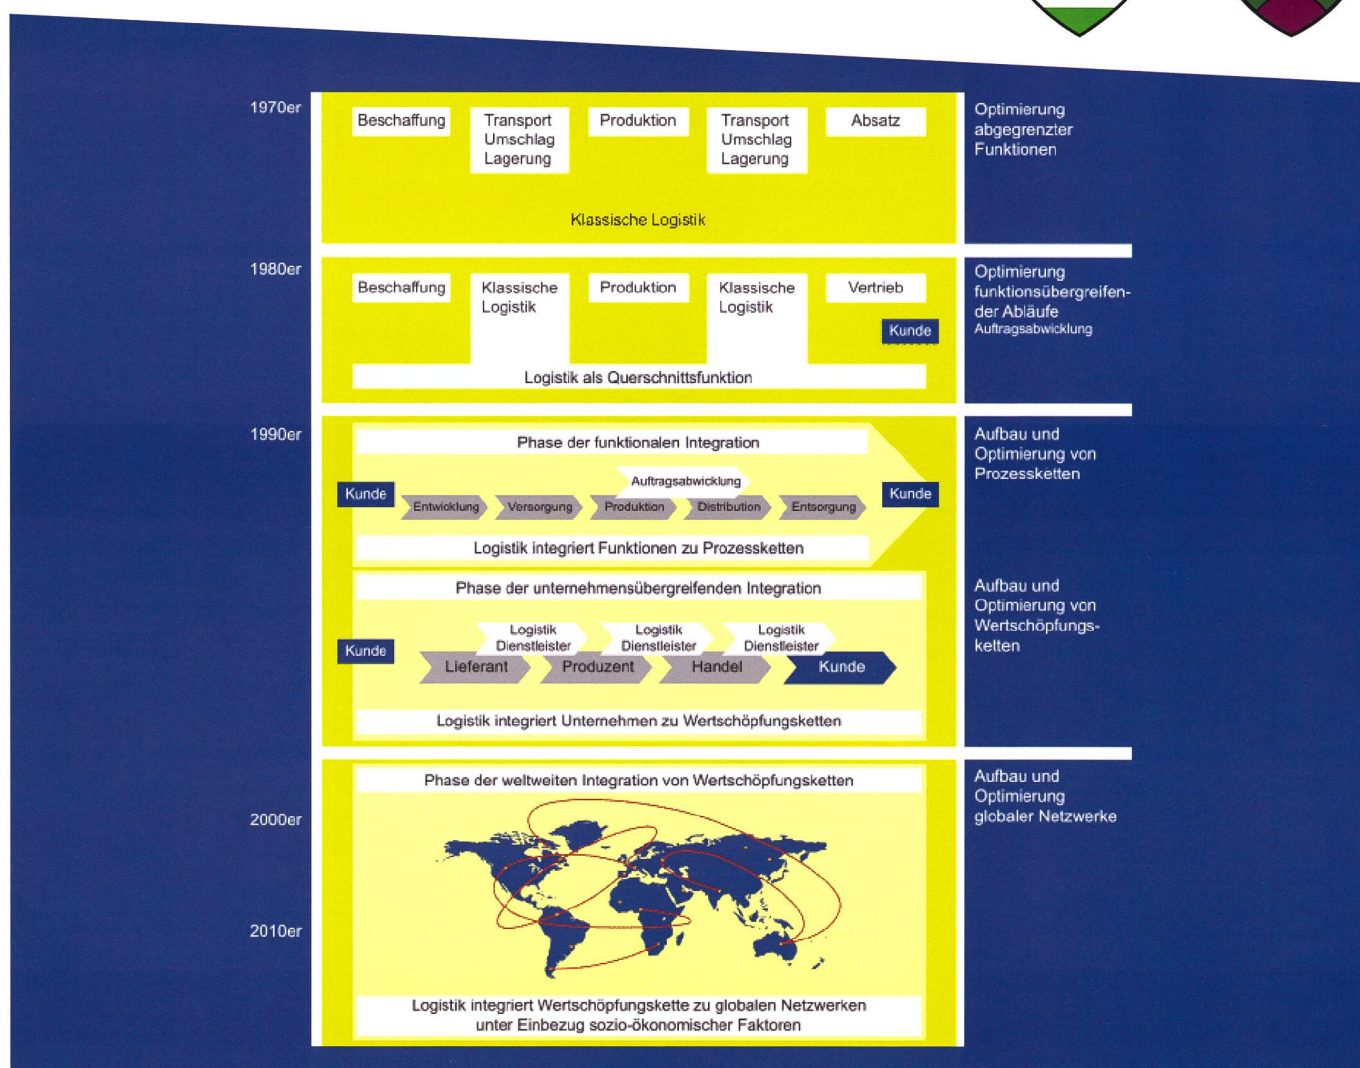 1970er
Beschaffung
Transport
Umschlag
Lagerung
Produktion
Transport
Umschlag
Lagerung
Absatz
Klassische Logistik
Optimierung
abgegrenzter
Funktionen
1980er
Beschaffung
Klassische
Logistik
Produktion
Klassische
Logistik
Vertrieb
Kunde
Logistik als Querschnittsfunktion
Optimierung
funktionsübergreifen-
der Abläufe
Auftragsabwicklung
1990er
Phase der funktionalen Integration
Kunde
Auftragsabwicklung
Entwicklung
Versorgung
Produktion
Distribution
Entsorgung
Kunde
Logistik integriert Funktionen zu Prozessketten
Aufbau und
Optimierung von
Prozessketten
Phase der unternehmensübergreifenden Integration
Kunde
Logistik
Dienstleister
Logistik
Dienstleister
Logistik
Dienstleister
Lieferant
Produzent
Handel
Kunde
Logistik integriert Unternehmen zu Wertschöpfungsketten
Aufbau und
Optimierung von
Wertschöpfungs-
ketten
Phase der weltweiten Integration von Wertschöpfungsketten
2000er
2010er
Logistik integriert Wertschöpfungskette zu globalen Netzwerken
unter Einbezug sozio-ökonomischer Faktoren
Aufbau und
Optimierung
globaler Netzwerke